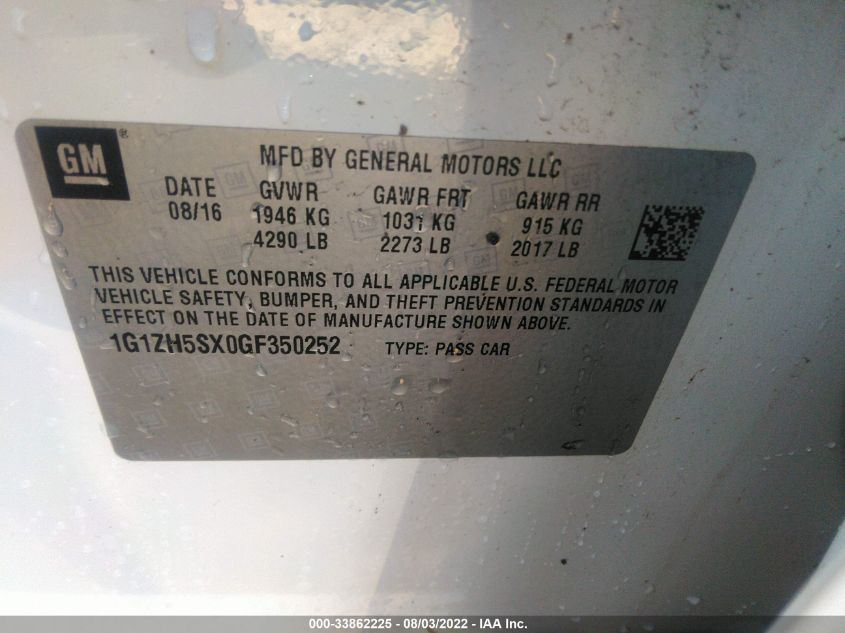 GM ®
MFD BY GENERAL MOTORS LLC
DATE GVWR GAWR FRT GAWR RR
08/16 1946 KG 1031 KG 915 KG
4290 LB 2273 LB 2017 LB
THIS VEHICLE CONFORMS TO ALL APPLICABLE U.S. FEDERAL MOTOR
VEHICLE SAFETY, BUMPER, AND THEFT PREVENTION STANDARDS IN
EFFECT ON THE DATE OF MANUFACTURE SHOWN ABOVE.
1G1ZH5SX0GF350252 TYPE: PASS CAR
000-33862225 - 08/03/2022 - IAA Inc.